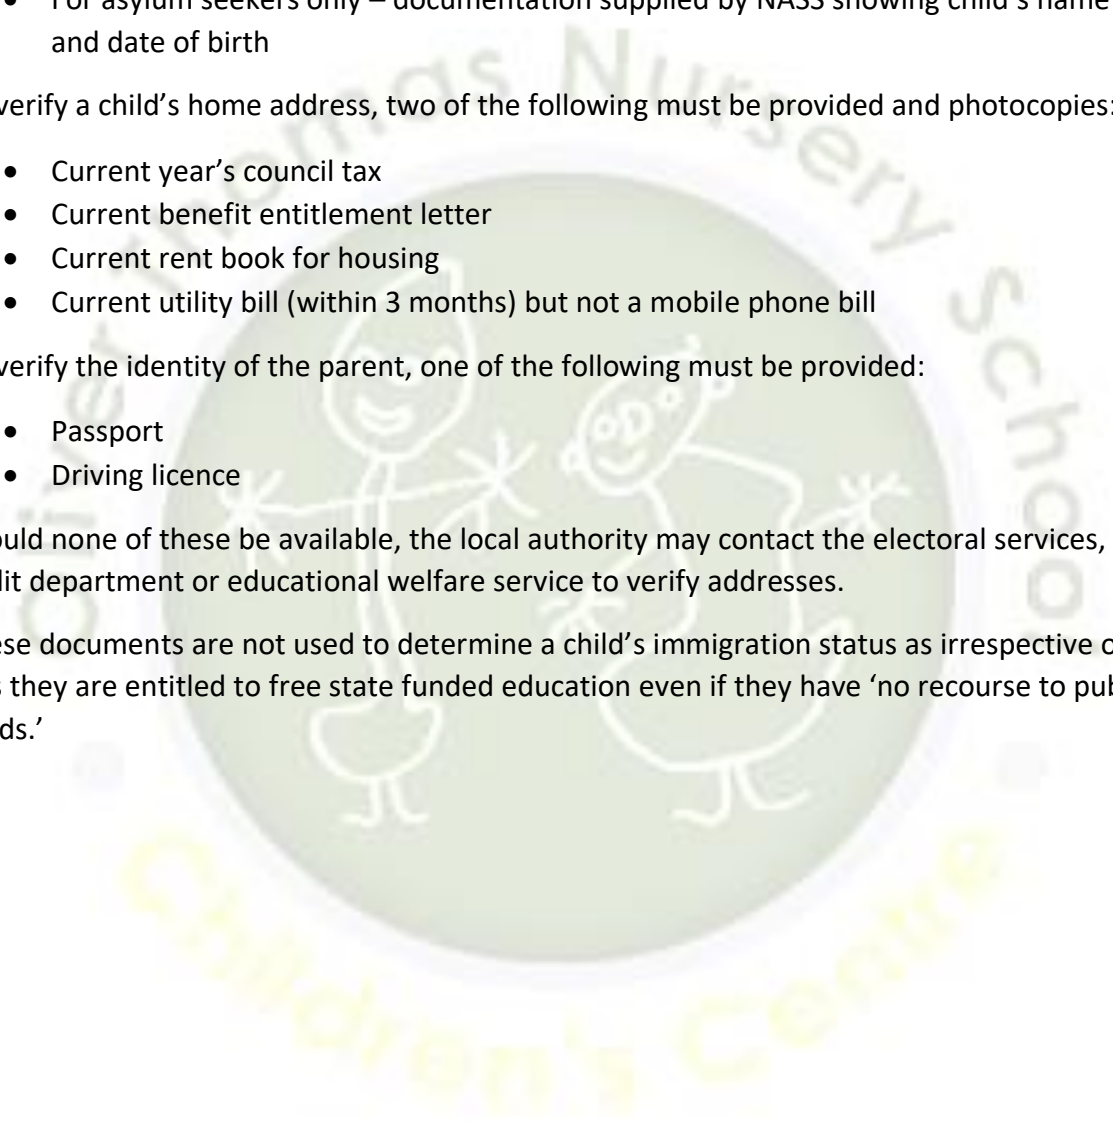 For asylum seekers only – documentation supplied by NASS showing child's name
and date of birth
verify a child's home address, two of the following must be provided and photocopies:
• Current year's council tax
• Current benefit entitlement letter
• Current rent book for housing
• Current utility bill (within 3 months) but not a mobile phone bill
verify the identity of the parent, one of the following must be provided:
• Passport
• Driving licence
ould none of these be available, the local authority may contact the electoral services,
dit department or educational welfare service to verify addresses.
ese documents are not used to determine a child's immigration status as irrespective o
s they are entitled to free state funded education even if they have 'no recourse to pub
ds.'
Oliver Thomas Nursery School
Children's Centre